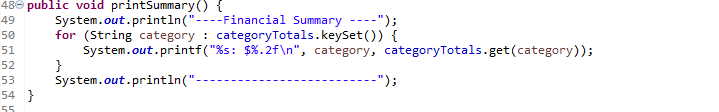 48 public void printSummary() {
49 System.out.println("----Financial Summary ----");
50 for (String category : categoryTotals.keySet()) {
51 System.out.printf("%s: $%.2f\n", category, categoryTotals.get(category));
52 }
53 System.out.println("--------------------------");
54 }
55